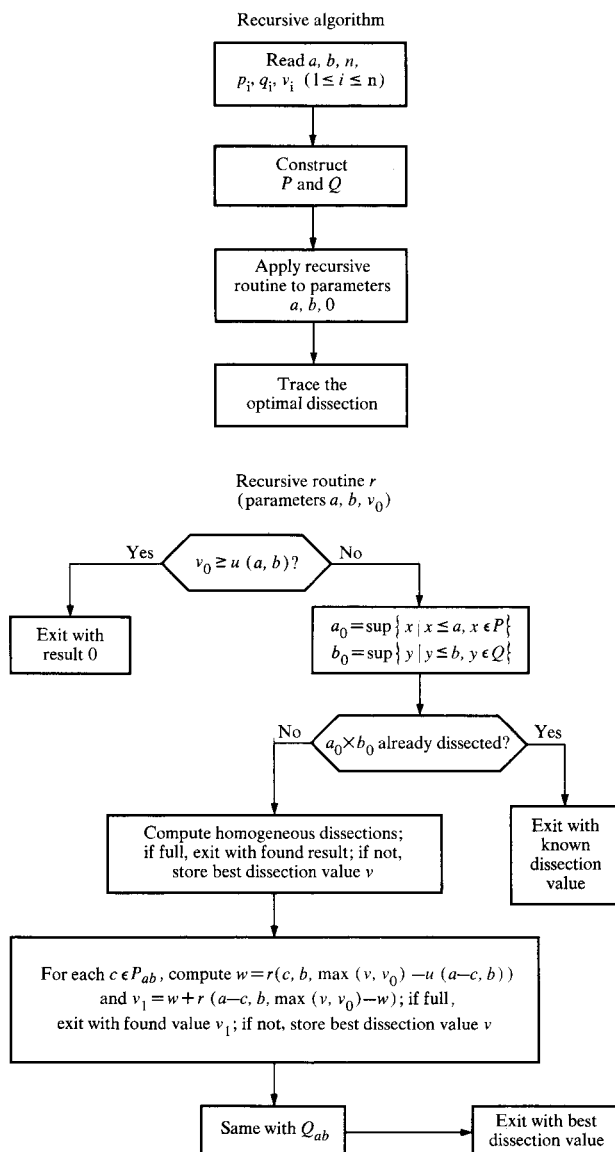 Recursive algorithm
Read a, b, n,
pᵢ, qᵢ, vᵢ (1≤ i ≤ n)
Construct
P and Q
Apply recursive
routine to parameters
a, b, 0
Trace the
optimal dissection
Recursive routine r
(parameters a, b, v₀)
Yes
v₀ ≥ u (a, b)?
No
Exit with
result 0
a₀=sup{ x | x ≤ a, x ϵ P}
b₀=sup{ y | y ≤ b, y ϵ Q}
No
a₀×b₀ already dissected?
Yes
Compute homogeneous dissections;
if full, exit with found result; if not,
store best dissection value v
Exit with
known
dissection
value
For each c ϵ P_ab, compute w=r(c, b, max (v, v₀) −u (a−c, b))
and v₁=w+r (a−c, b, max (v, v₀)−w); if full,
exit with found value v₁; if not, store best dissection value v
Same with Q_ab
Exit with best
dissection value